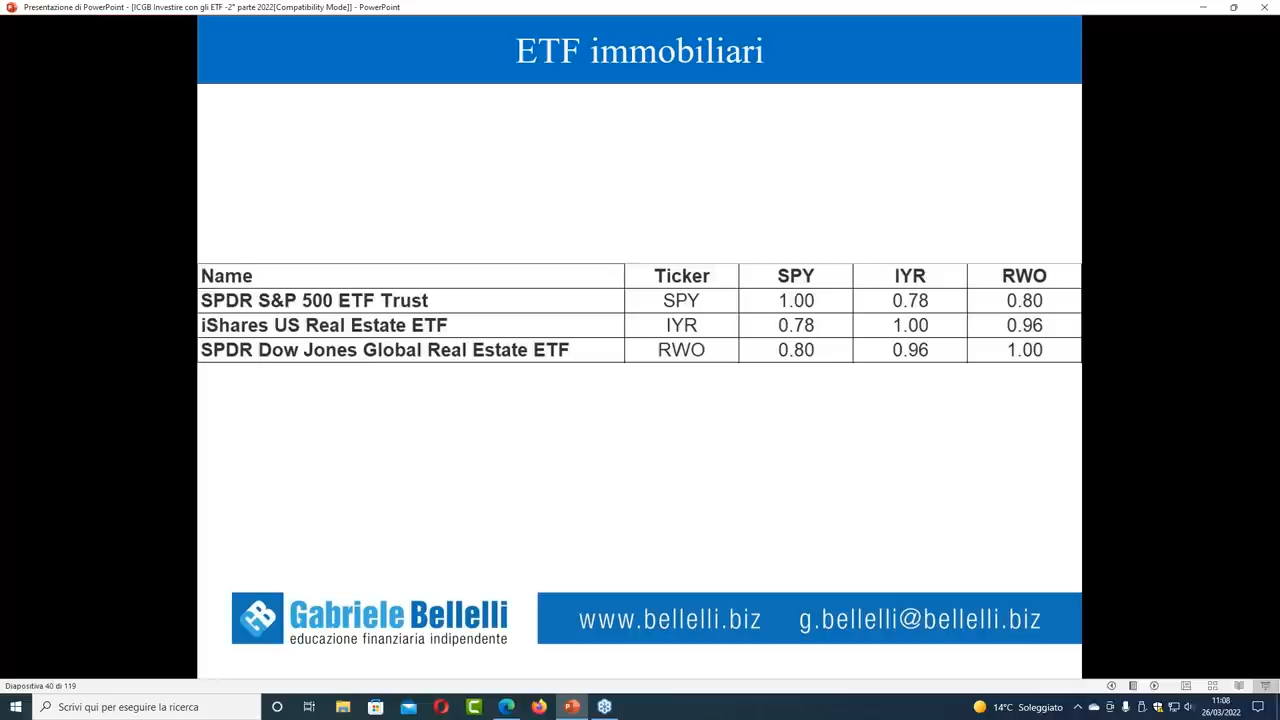 Presentazione di PowerPoint - [ICGB Investire con gli ETF -2° parte 2022[Compatibility Mode]] - PowerPoint
ETF immobiliari
Name Ticker SPY IYR RWO
SPDR S&P 500 ETF Trust SPY 1.00 0.78 0.80
iShares US Real Estate ETF IYR 0.78 1.00 0.96
SPDR Dow Jones Global Real Estate ETF RWO 0.80 0.96 1.00
Gabriele Bellelli
educazione finanziaria indipendente
www.bellelli.biz g.bellelli@bellelli.biz
Diapositiva 40 di 119
Scrivi qui per eseguire la ricerca
14°C Soleggiato
11:08
26/03/2022